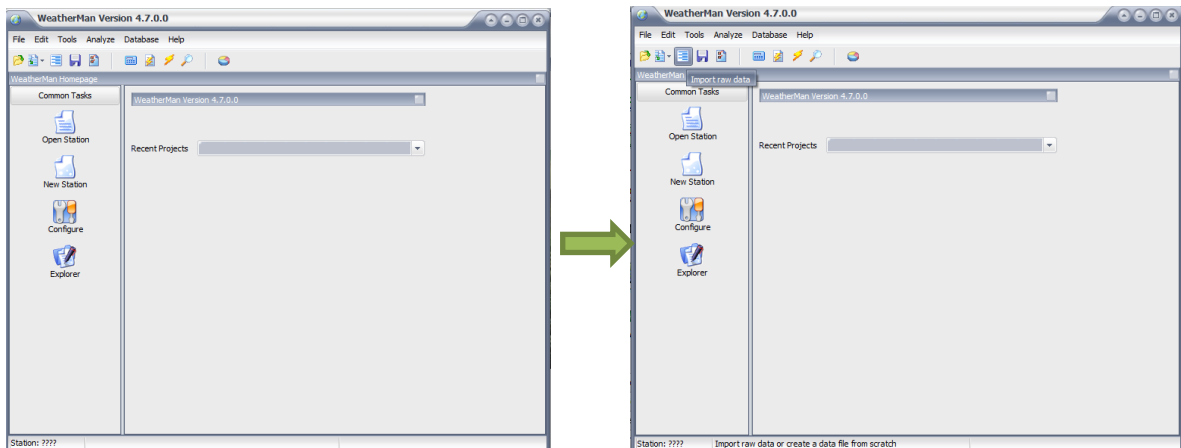 WeatherMan Version 4.7.0.0
File Edit Tools Analyze Database Help
WeatherMan Homepage
Common Tasks
WeatherMan Version 4.7.0.0
Open Station
Recent Projects
New Station
Configure
Explorer
Station: ????
WeatherMan Version 4.7.0.0
File Edit Tools Analyze Database Help
WeatherMan
Import raw data
Common Tasks
WeatherMan Version 4.7.0.0
Open Station
Recent Projects
New Station
Configure
Explorer
Station: ???? Import raw data or create a data file from scratch